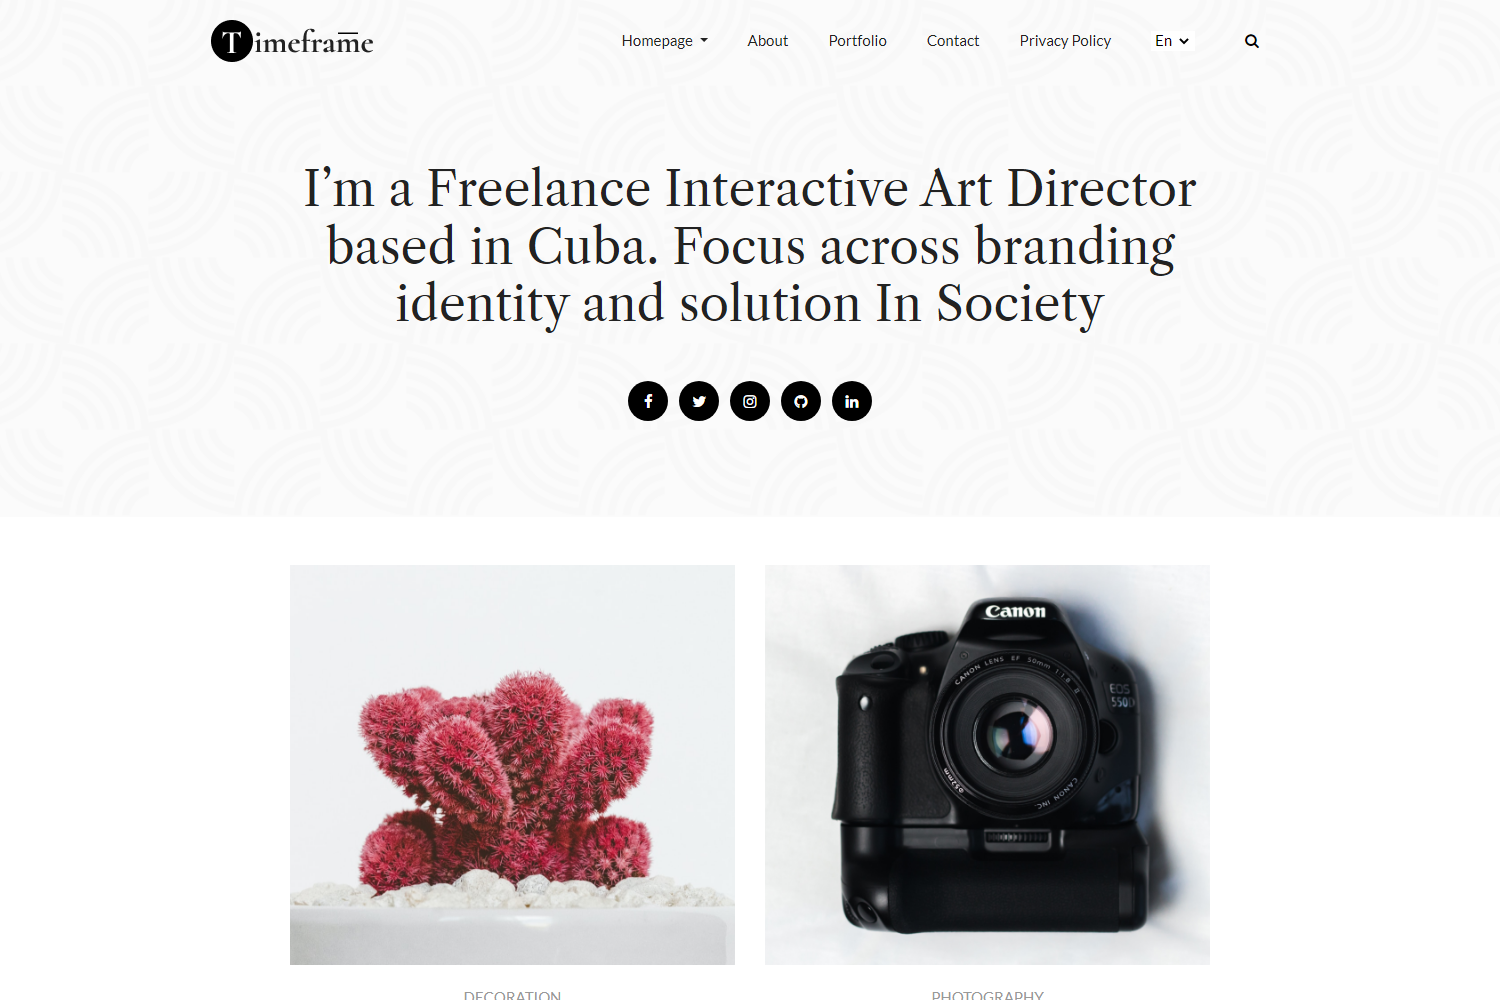 Timeframe
Homepage About Portfolio Contact Privacy Policy En
I’m a Freelance Interactive Art Director
based in Cuba. Focus across branding
identity and solution In Society
Canon
CANON LENS EF 50mm 1:1.8 II
EOS
550D
ø52mm
CANON INC
DECORATION
PHOTOGRAPHY